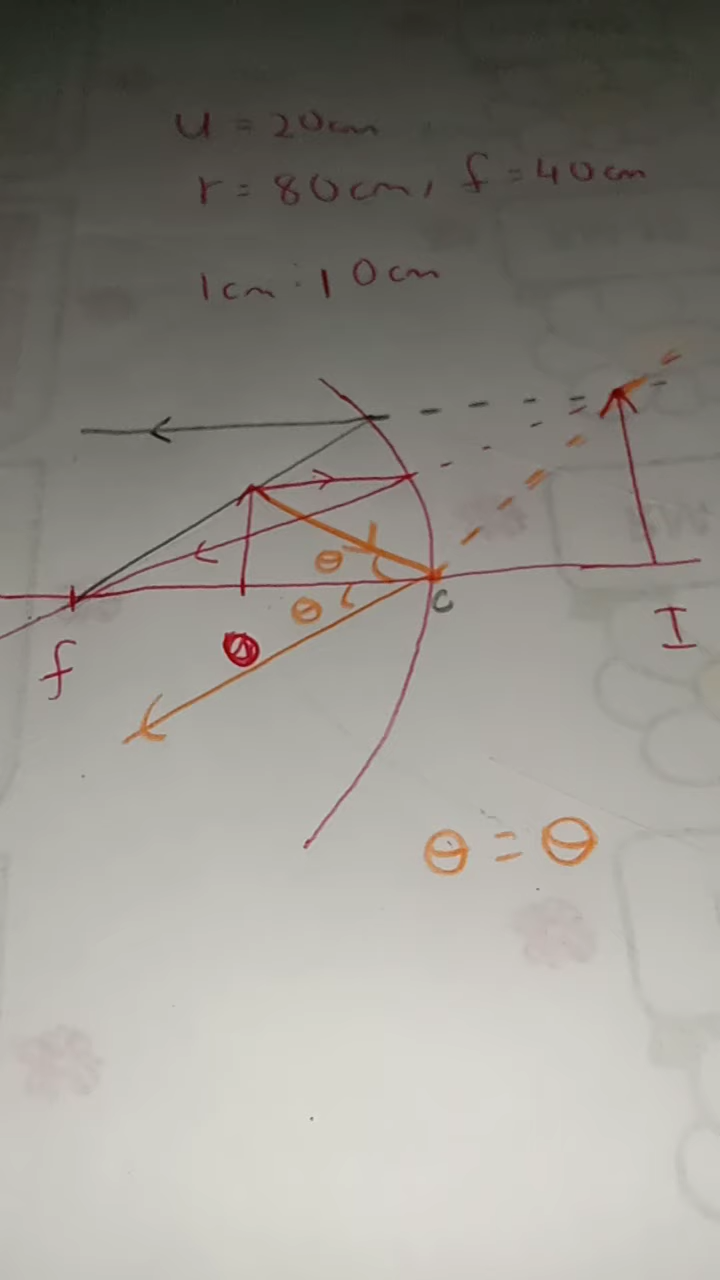 u = 20cm
r = 80cm, f = 40cm
1cm : 10cm
θ
C
θ
I
f
θ = θ